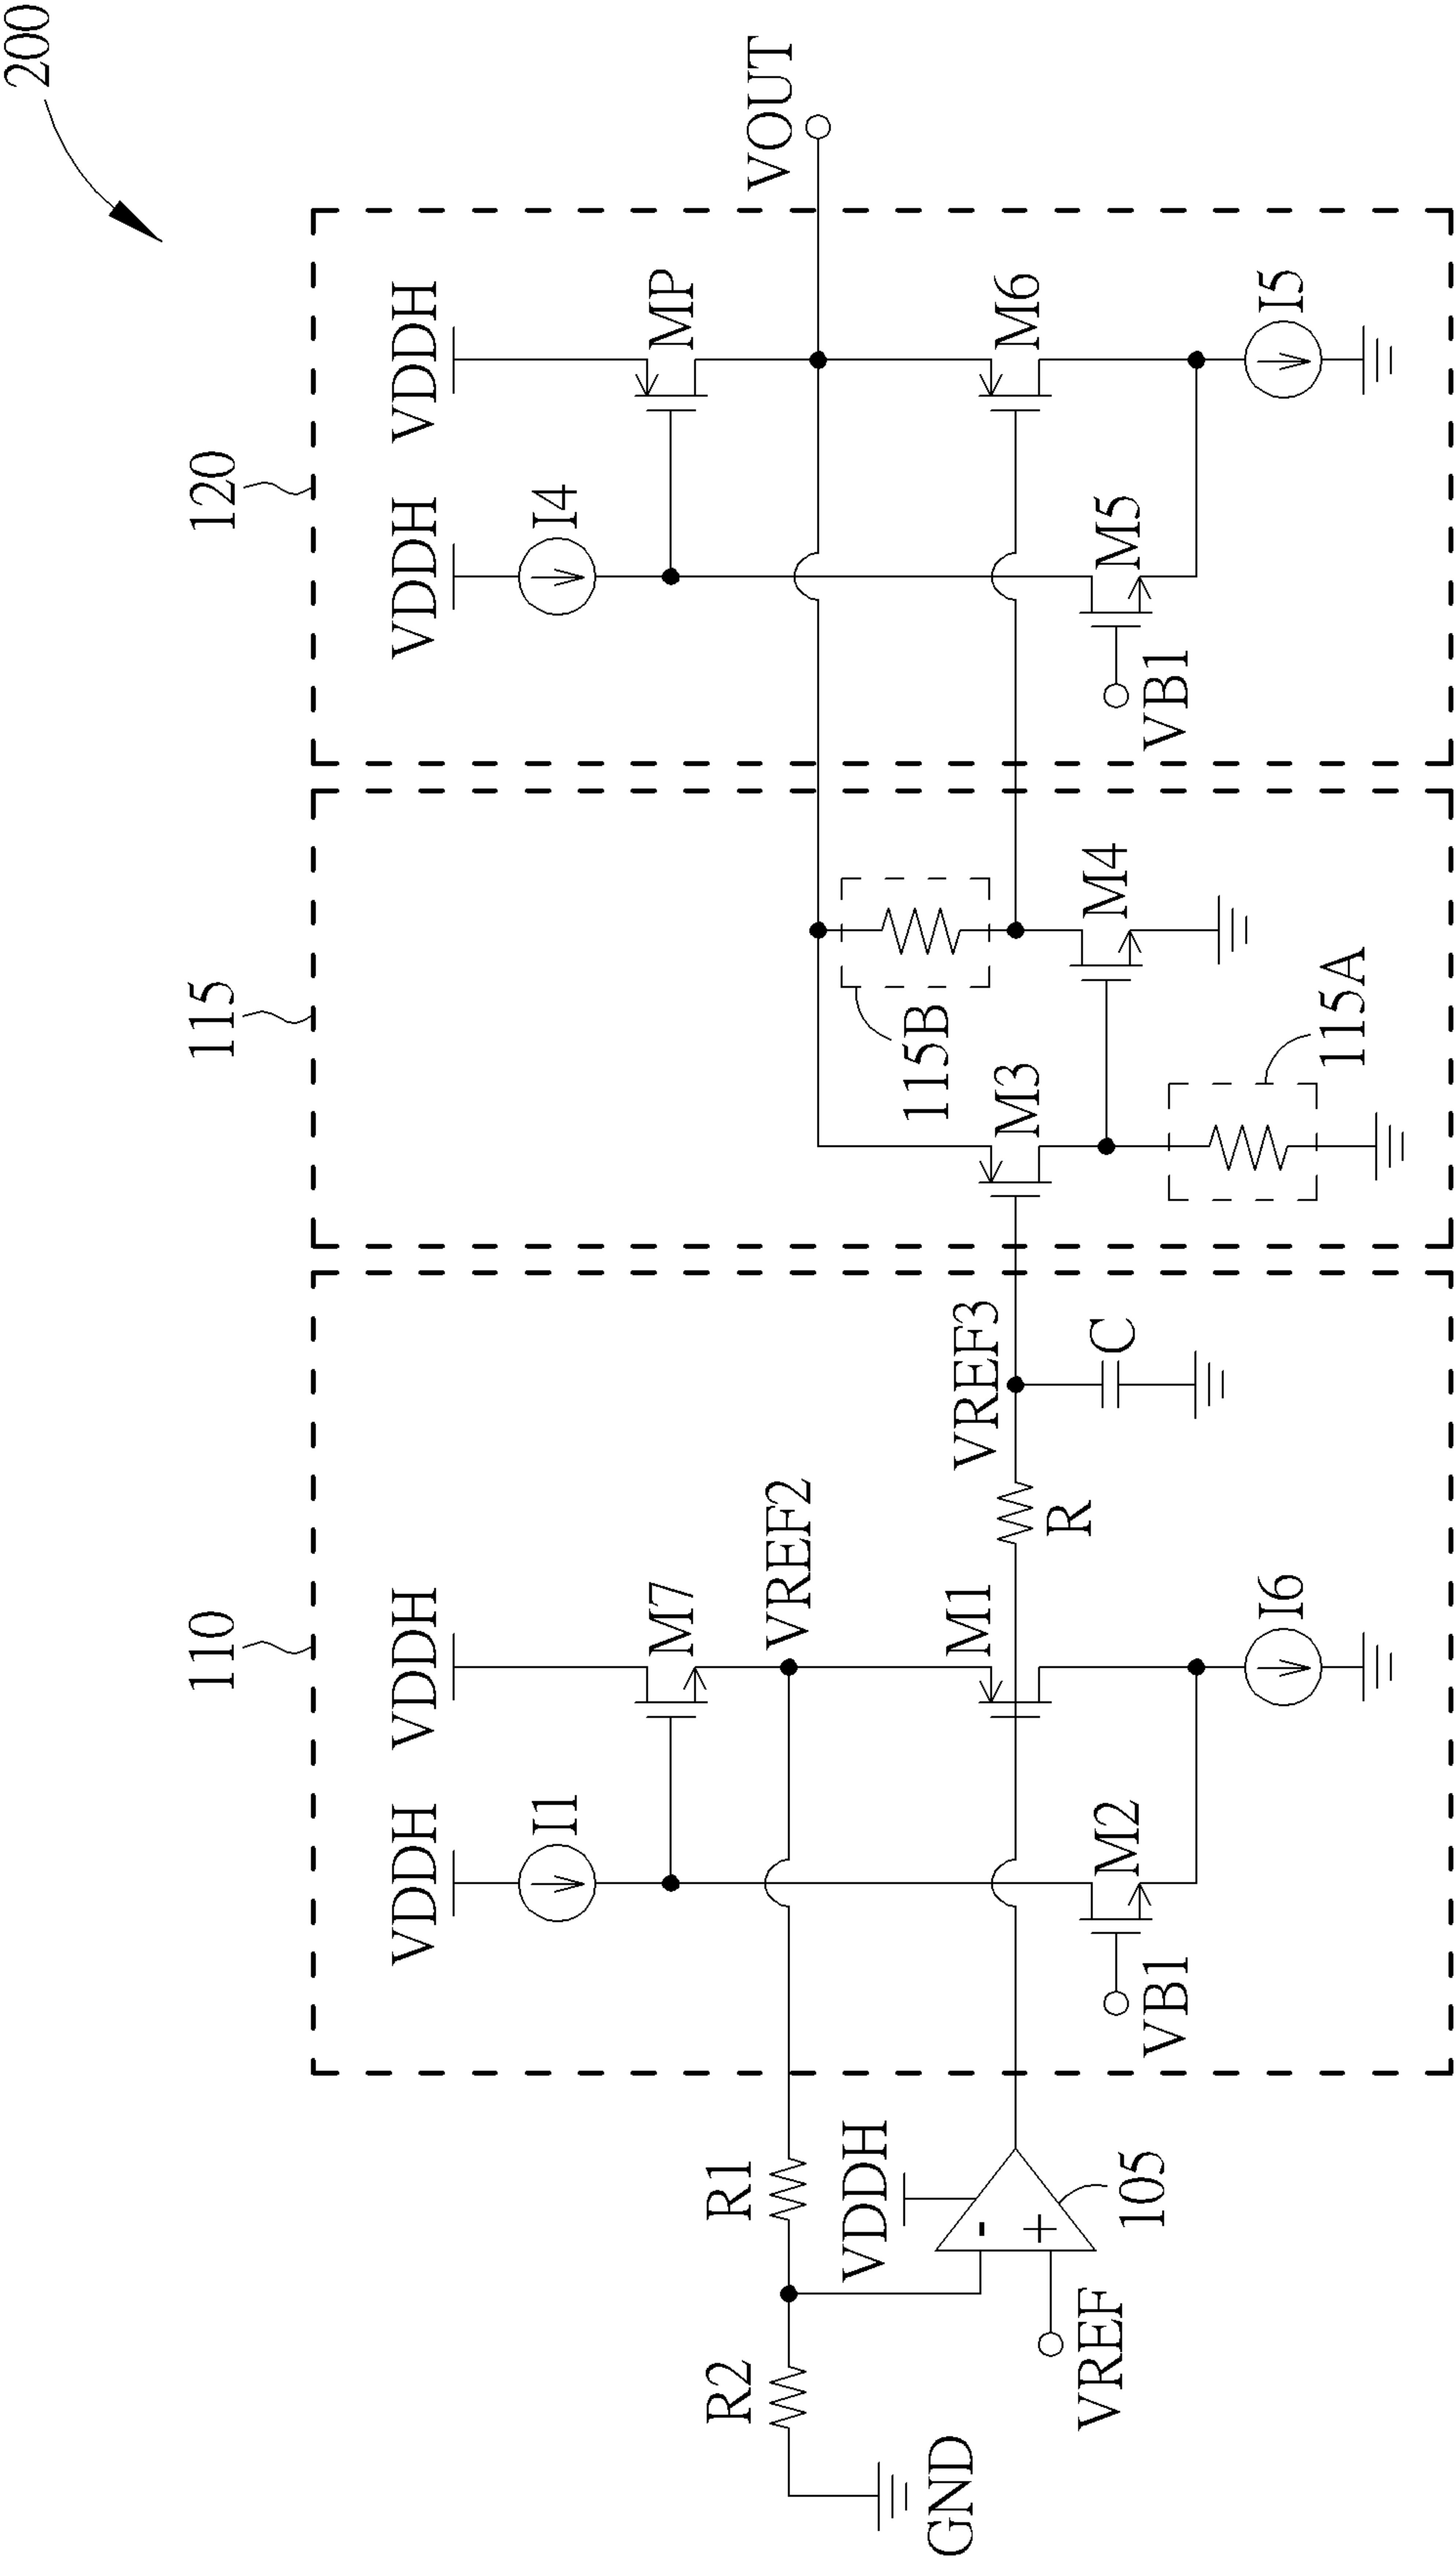 200
110
115
120
VDDH
VDDH
VDDH
VDDH
I1
M7
I4
MP
VOUT
R2
R1
VREF2
VREF3
115B
GND
VDDH
105
VREF
M1
R
C
M3
M4
M6
M2
VB1
I6
115A
M5
VB1
I5
-
+